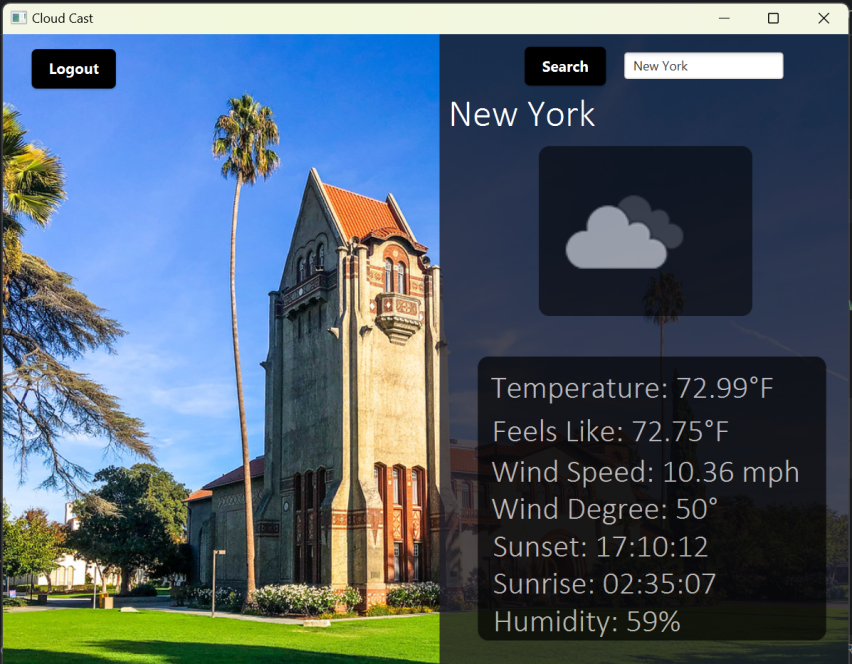 Cloud Cast
Logout
Search
New York
New York
Temperature: 72.99°F
Feels Like: 72.75°F
Wind Speed: 10.36 mph
Wind Degree: 50°
Sunset: 17:10:12
Sunrise: 02:35:07
Humidity: 59%